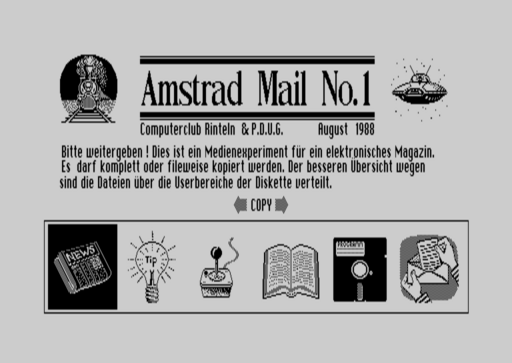 Amstrad Mail No.1
Computerclub Rinteln & P.D.U.G. August 1988
Bitte weitergeben ! Dies ist ein Medienexperiment für ein elektronisches Magazin.
Es darf komplett oder fileweise kopiert werden. Der besseren Übersicht wegen
sind die Dateien über die Userbereiche der Diskette verteilt.
COPY
NEWS
Tip